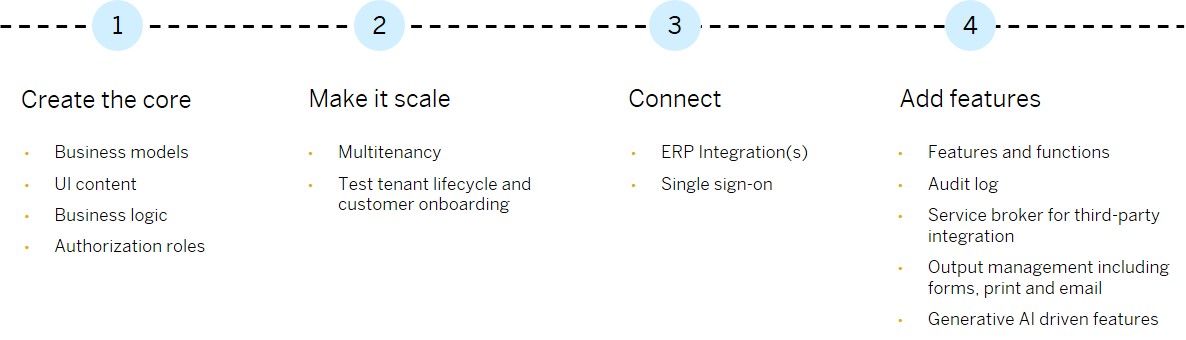 1
2
3
4
Create the core
Business models
UI content
Business logic
Authorization roles
Make it scale
Multitenancy
Test tenant lifecycle and
customer onboarding
Connect
ERP Integration(s)
Single sign-on
Add features
Features and functions
Audit log
Service broker for third-party
integration
Output management including
forms, print and email
Generative AI driven features